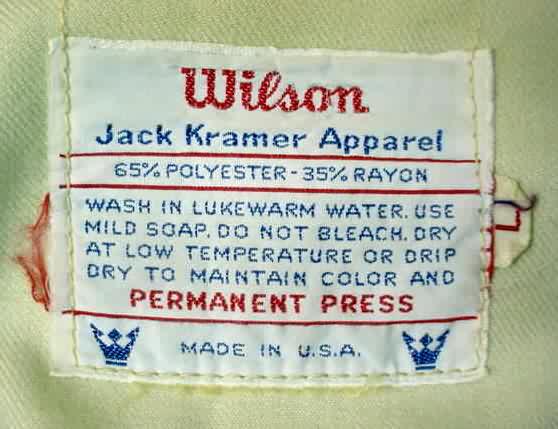 Wilson
Jack Kramer Apparel
65% POLYESTER - 35% RAYON
WASH IN LUKEWARM WATER. USE
MILD SOAP. DO NOT BLEACH. DRY
AT LOW TEMPERATURE OR DRIP
DRY TO MAINTAIN COLOR AND
PERMANENT PRESS
MADE IN U.S.A.
L